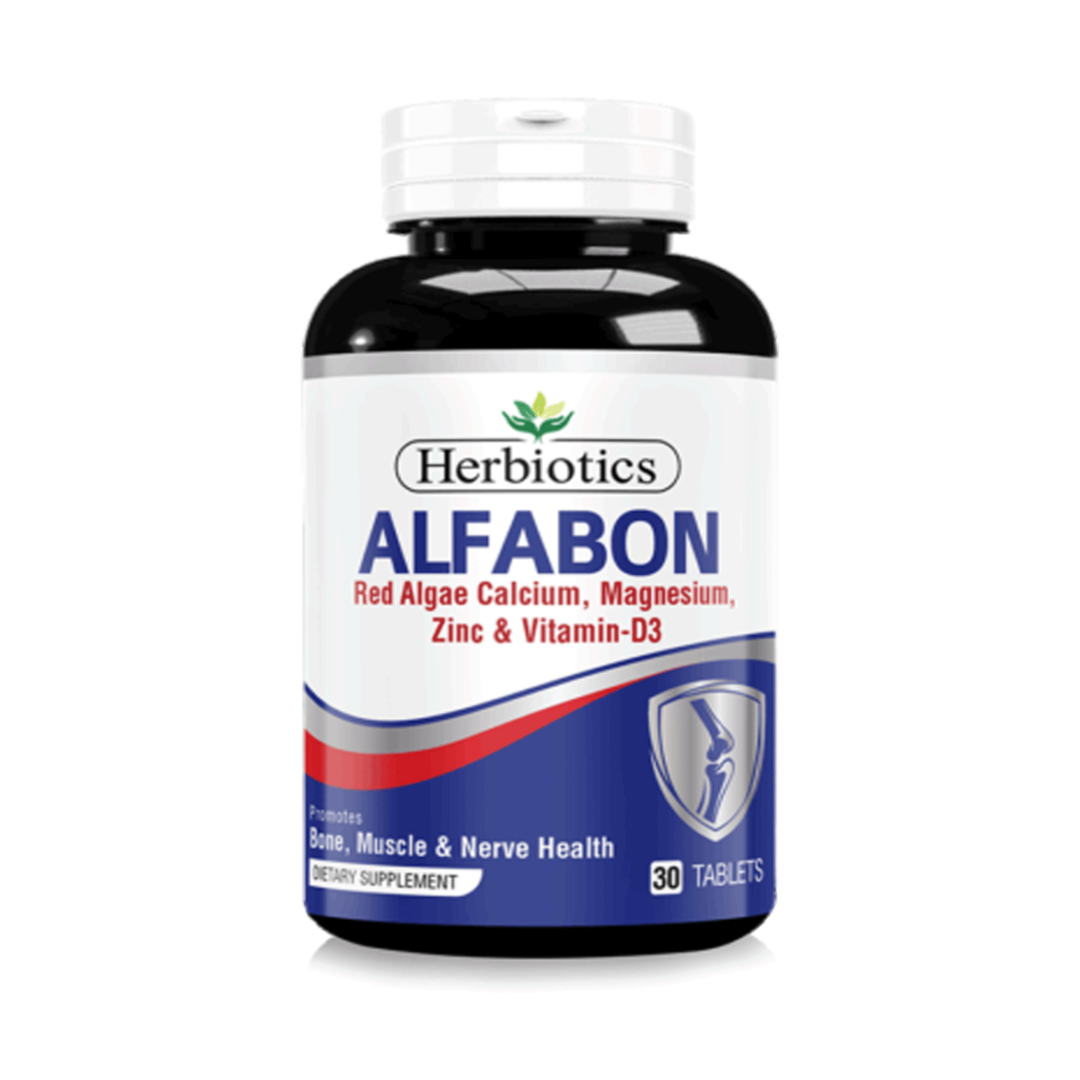 Herbiotics
ALFABON
Red Algae Calcium, Magnesium,
Zinc & Vitamin-D3
Promotes
Bone, Muscle & Nerve Health
DIETARY SUPPLEMENT
30 TABLETS